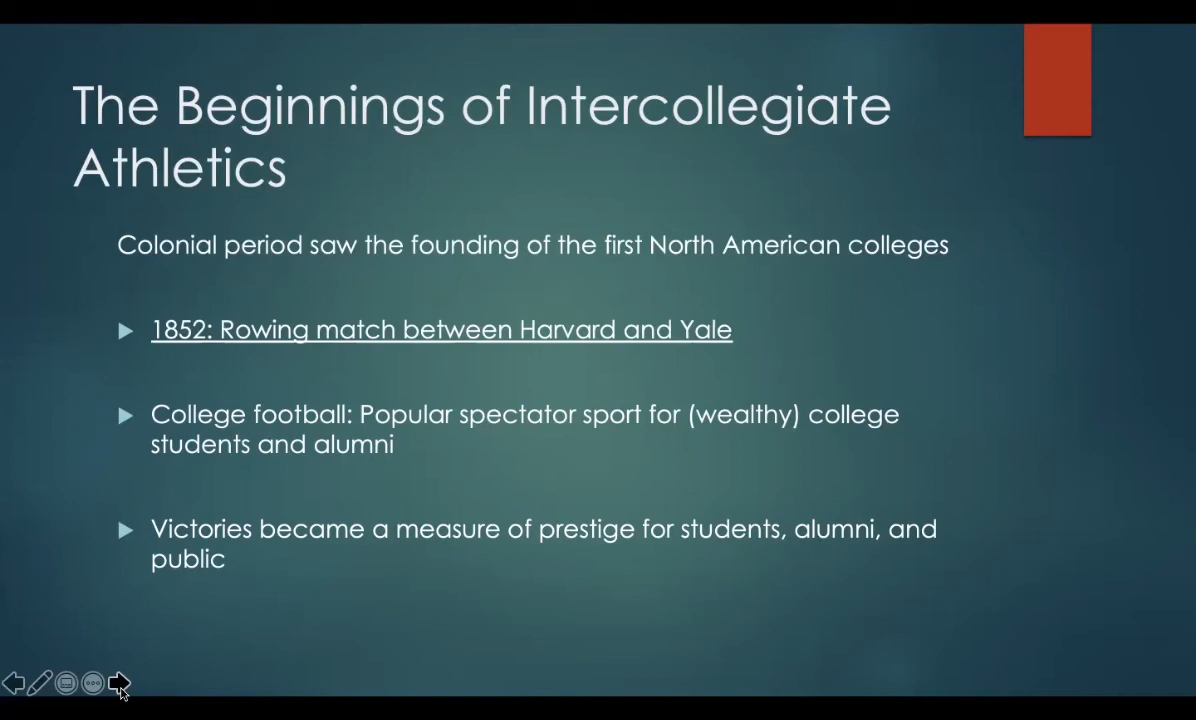 The Beginnings of Intercollegiate
Athletics
Colonial period saw the founding of the first North American colleges
1852: Rowing match between Harvard and Yale
College football: Popular spectator sport for (wealthy) college
students and alumni
Victories became a measure of prestige for students, alumni, and
public